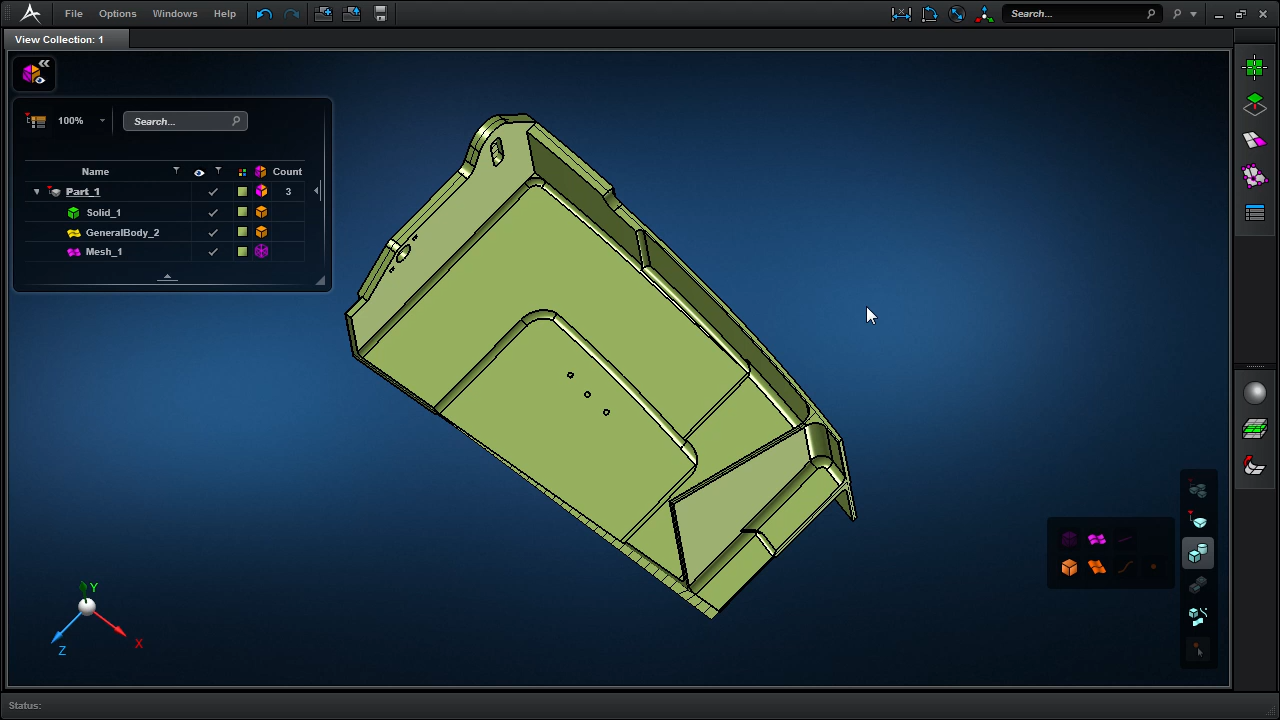 File Options Windows Help Search...
View Collection: 1
100% Search...
Name Count
Part_1 3
Solid_1
GeneralBody_2
Mesh_1
Y
X
Z
Status: